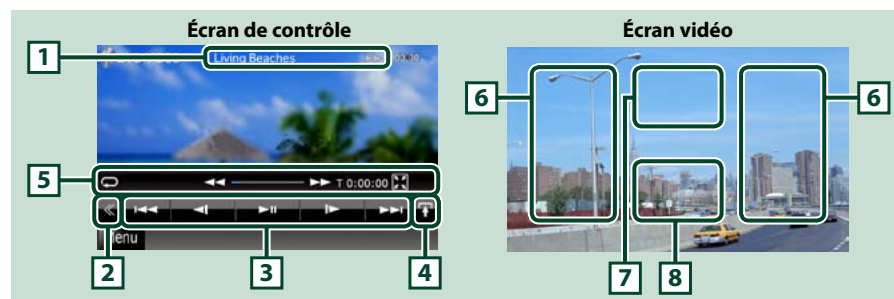 Écran de contrôle
Écran vidéo
1
Living Beaches
6
6
5
T 0:00:00
Menu
2
3
4
7
8